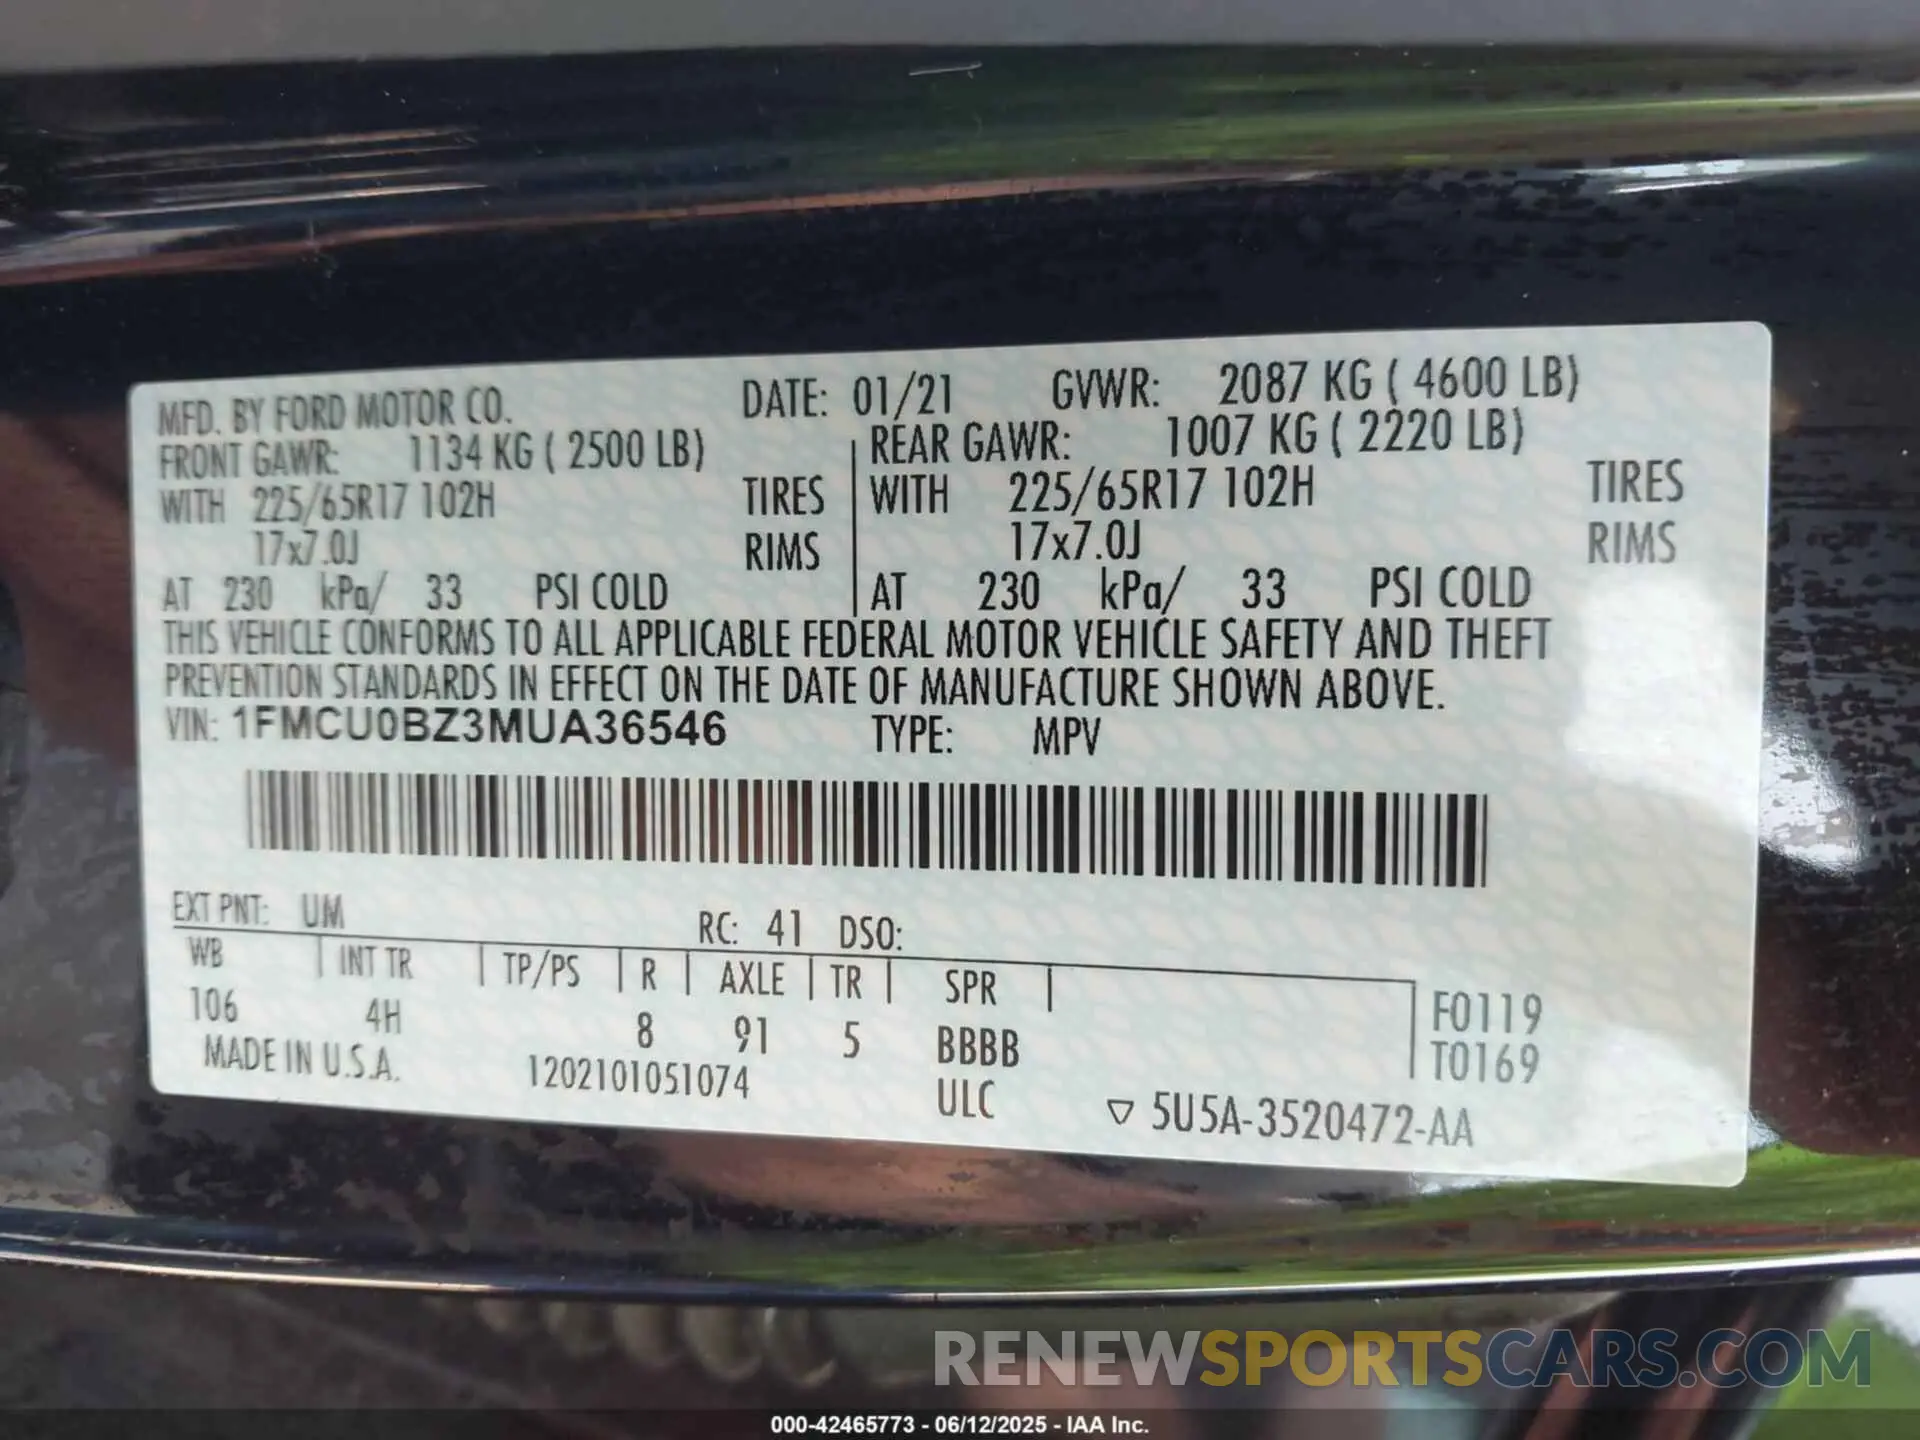 MFD. BY FORD MOTOR CO. DATE: 01/21 GVWR: 2087 KG ( 4600 LB)
FRONT GAWR: 1134 KG ( 2500 LB) REAR GAWR: 1007 KG ( 2220 LB)
WITH 225/65R17 102H TIRES WITH 225/65R17 102H TIRES
17x7.0J RIMS 17x7.0J RIMS
AT 230 kPa/ 33 PSI COLD AT 230 kPa/ 33 PSI COLD
THIS VEHICLE CONFORMS TO ALL APPLICABLE FEDERAL MOTOR VEHICLE SAFETY AND THEFT
PREVENTION STANDARDS IN EFFECT ON THE DATE OF MANUFACTURE SHOWN ABOVE.
VIN: 1FMCU0BZ3MUA36546 TYPE: MPV
EXT PNT: UM RC: 41 DSO:
WB INT TR TP/PS R AXLE TR SPR F0119
106 4H 8 91 5 BBBB T0169
MADE IN U.S.A. 1202101051074 ULC ▽ 5U5A-3520472-AA
RENEWSPORTSCARS.COM
000-42465773 - 06/12/2025 - IAA Inc.